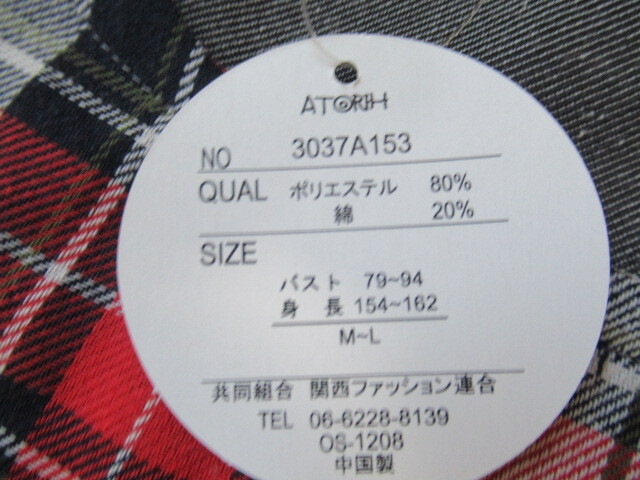 ATORIH
NO 3037A153
QUAL ポリエステル 80%
綿 20%
SIZE
バスト 79~94
身 長 154~162
M~L
共同組合 関西ファッション連合
TEL 06-6228-8139
OS-1208
中国製